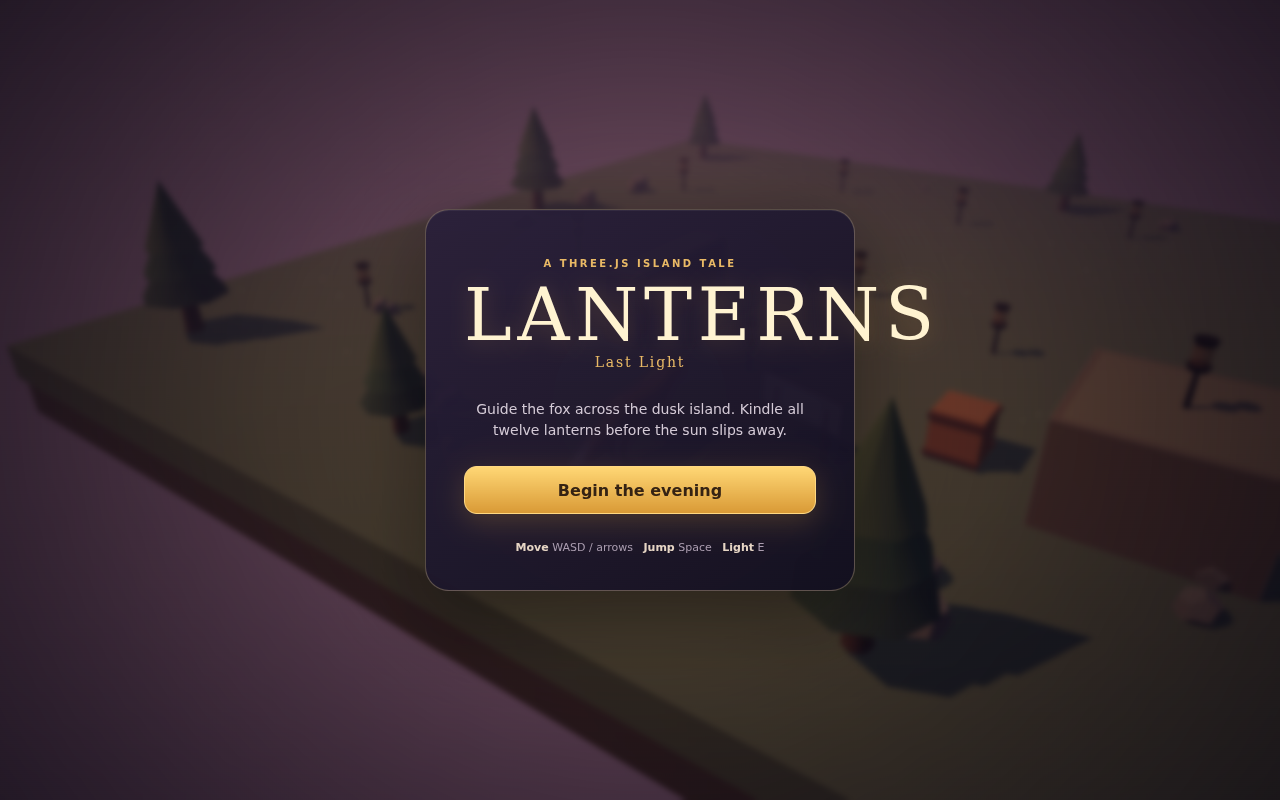 A THREE.JS ISLAND TALE
LANTERNS
Last Light
Guide the fox across the dusk island. Kindle all
twelve lanterns before the sun slips away.
Begin the evening
Move WASD / arrows Jump Space Light E